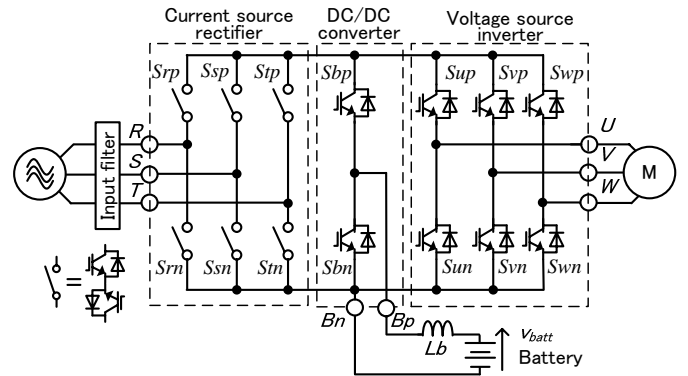 Current source
rectifier
DC/DC
converter
Voltage source
inverter
Srp
Ssp
Stp
Sbp
Sup
Svp
Swp
Input filter
R
S
T
U
V
W
M
Srn
Ssn
Stn
Sbn
Sun
Svn
Swn
=
Bn
Bp
Lb
vbatt
Battery